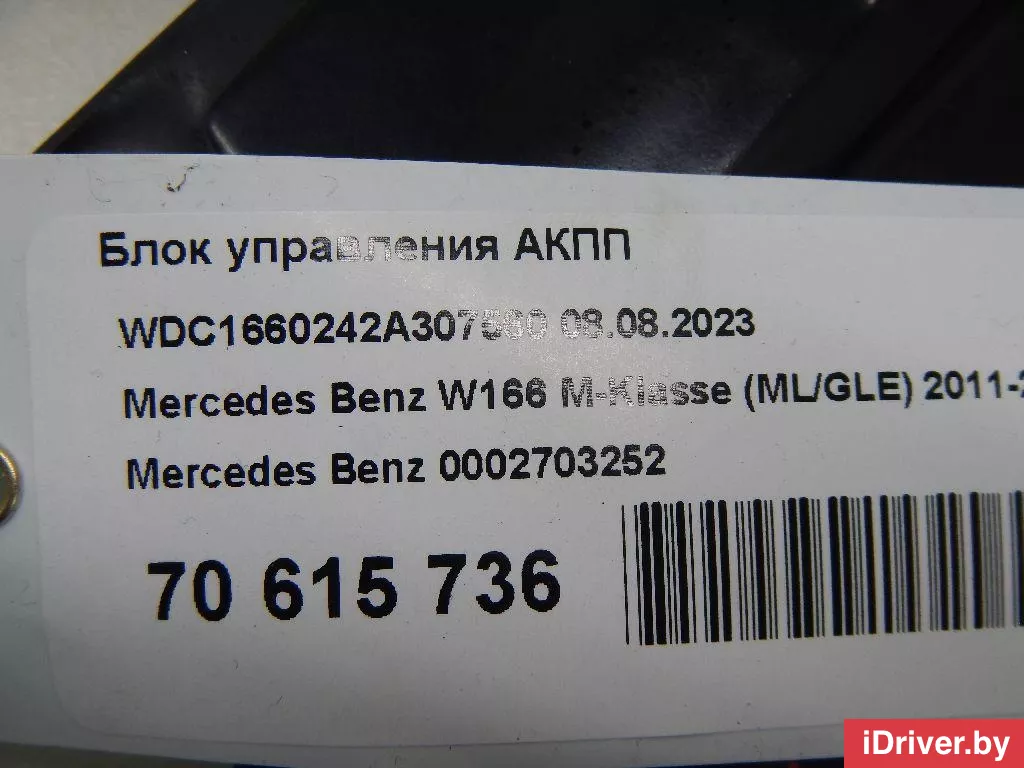 Блок управления АКПП
WDC1660242A307560 08.08.2023
Mercedes Benz W166 M-Klasse (ML/GLE) 2011-2
Mercedes Benz 0002703252
70 615 736
iDriver.by